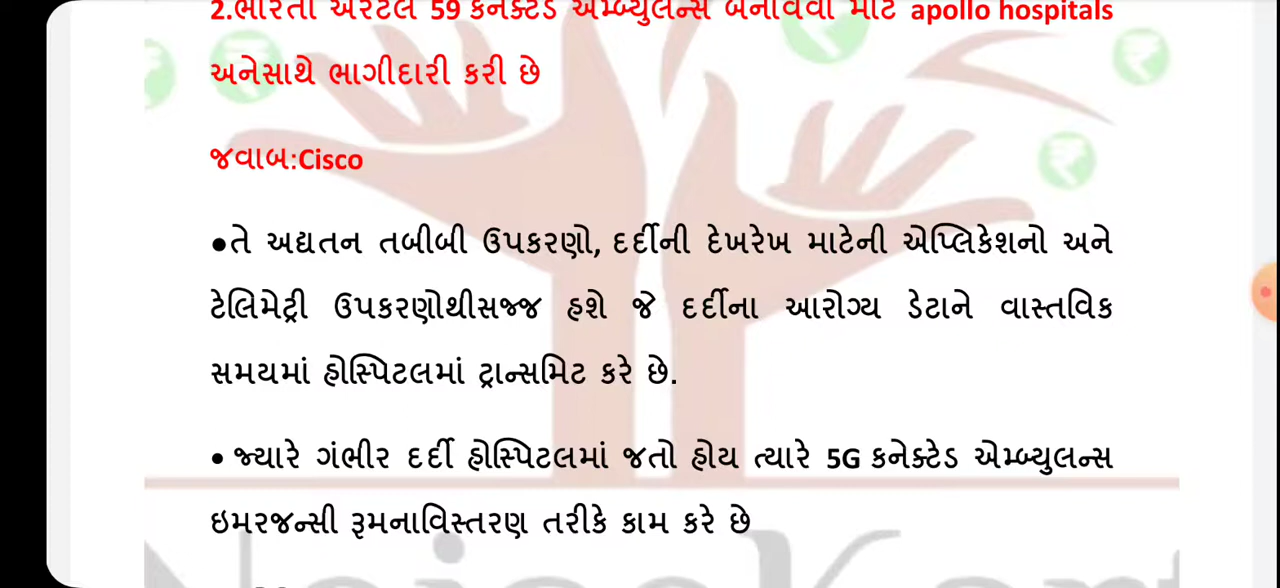 2.ભારતી એરટેલ 59 કનેક્ટેડ એમ્બ્યુલન્સ બનાવવા માટે apollo hospitals
અનેસાથે ભાગીદારી કરી છે
જવાબ:Cisco
●તે અદ્યતન તબીબી ઉપકરણો, દર્દીની દેખરેખ માટેની એપ્લિકેશનો અને
ટેલિમેટ્રી ઉપકરણોથીસજ્જ હશે જે દર્દીના આરોગ્ય ડેટાને વાસ્તવિક
સમયમાં હોસ્પિટલમાં ટ્રાન્સમિટ કરે છે.
• જ્યારે ગંભીર દર્દી હોસ્પિટલમાં જતો હોય ત્યારે 5G કનેક્ટેડ એમ્બ્યુલન્સ
ઇમરજન્સી રૂમનાવિસ્તરણ તરીકે કામ કરે છે